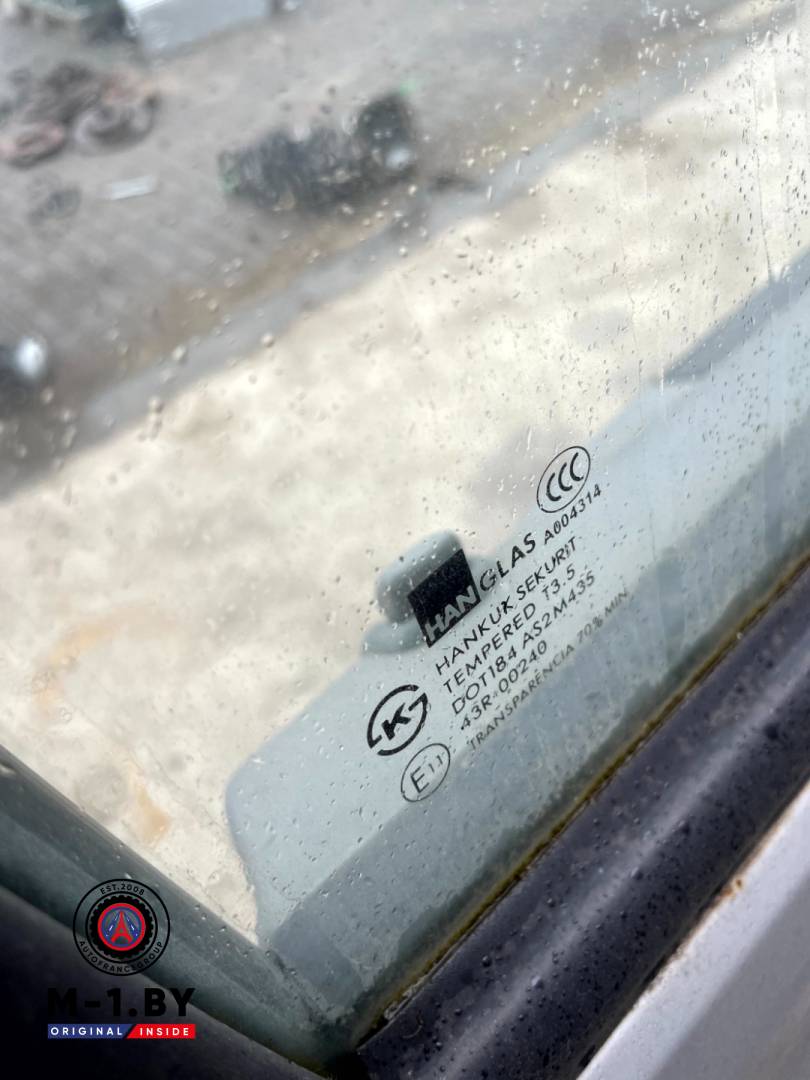 CCC
HANGLAS A004314
HANKUK SEKURIT
TEMPERED T3.5
DOT184 AS2M435
43R-00240
TRANSPARÊNCIA 70% MIN
K
E11
EST.2008
AUTOFRANCEGROUP
M-1.BY
ORIGINAL INSIDE